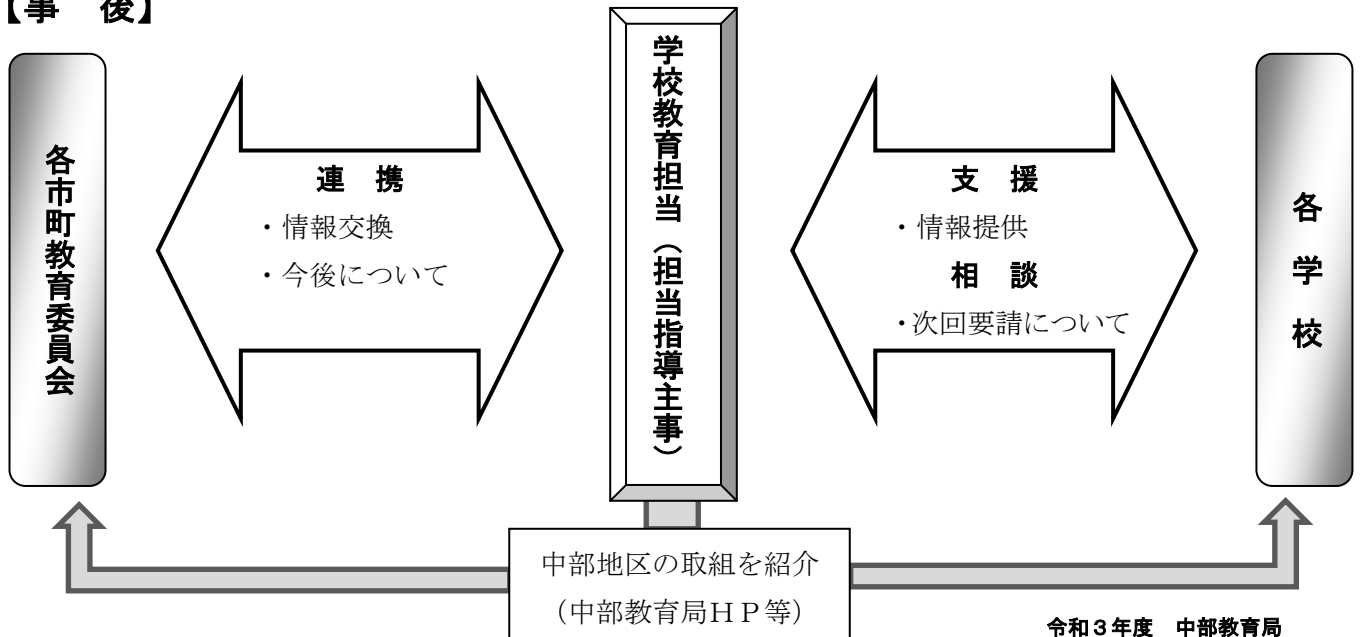 【事　後】
各市町教育委員会
連　携
・情報交換
・今後について
学校教育担当（担当指導主事）
支　援
・情報提供
相　談
・次回要請について
各学校
中部地区の取組を紹介
（中部教育局ＨＰ等）
令和３年度　中部教育局